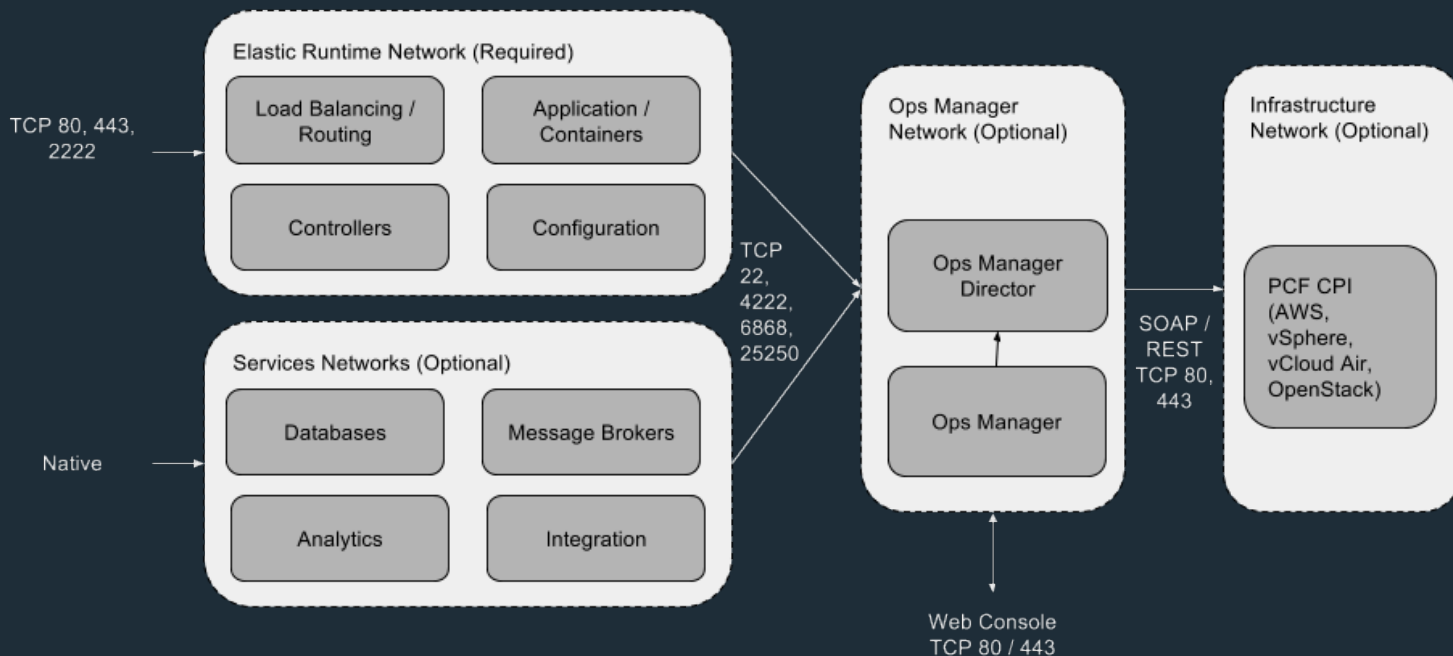 Elastic Runtime Network (Required)
Load Balancing /
Routing
Application /
Containers
Controllers
Configuration
TCP 80, 443,
2222
Services Networks (Optional)
Databases
Message Brokers
Analytics
Integration
Native
TCP
22,
4222,
6868,
25250
Ops Manager
Network (Optional)
Ops Manager
Director
Ops Manager
Web Console
TCP 80 / 443
SOAP /
REST
TCP 80,
443
Infrastructure
Network (Optional)
PCF CPI
(AWS,
vSphere,
vCloud Air,
OpenStack)